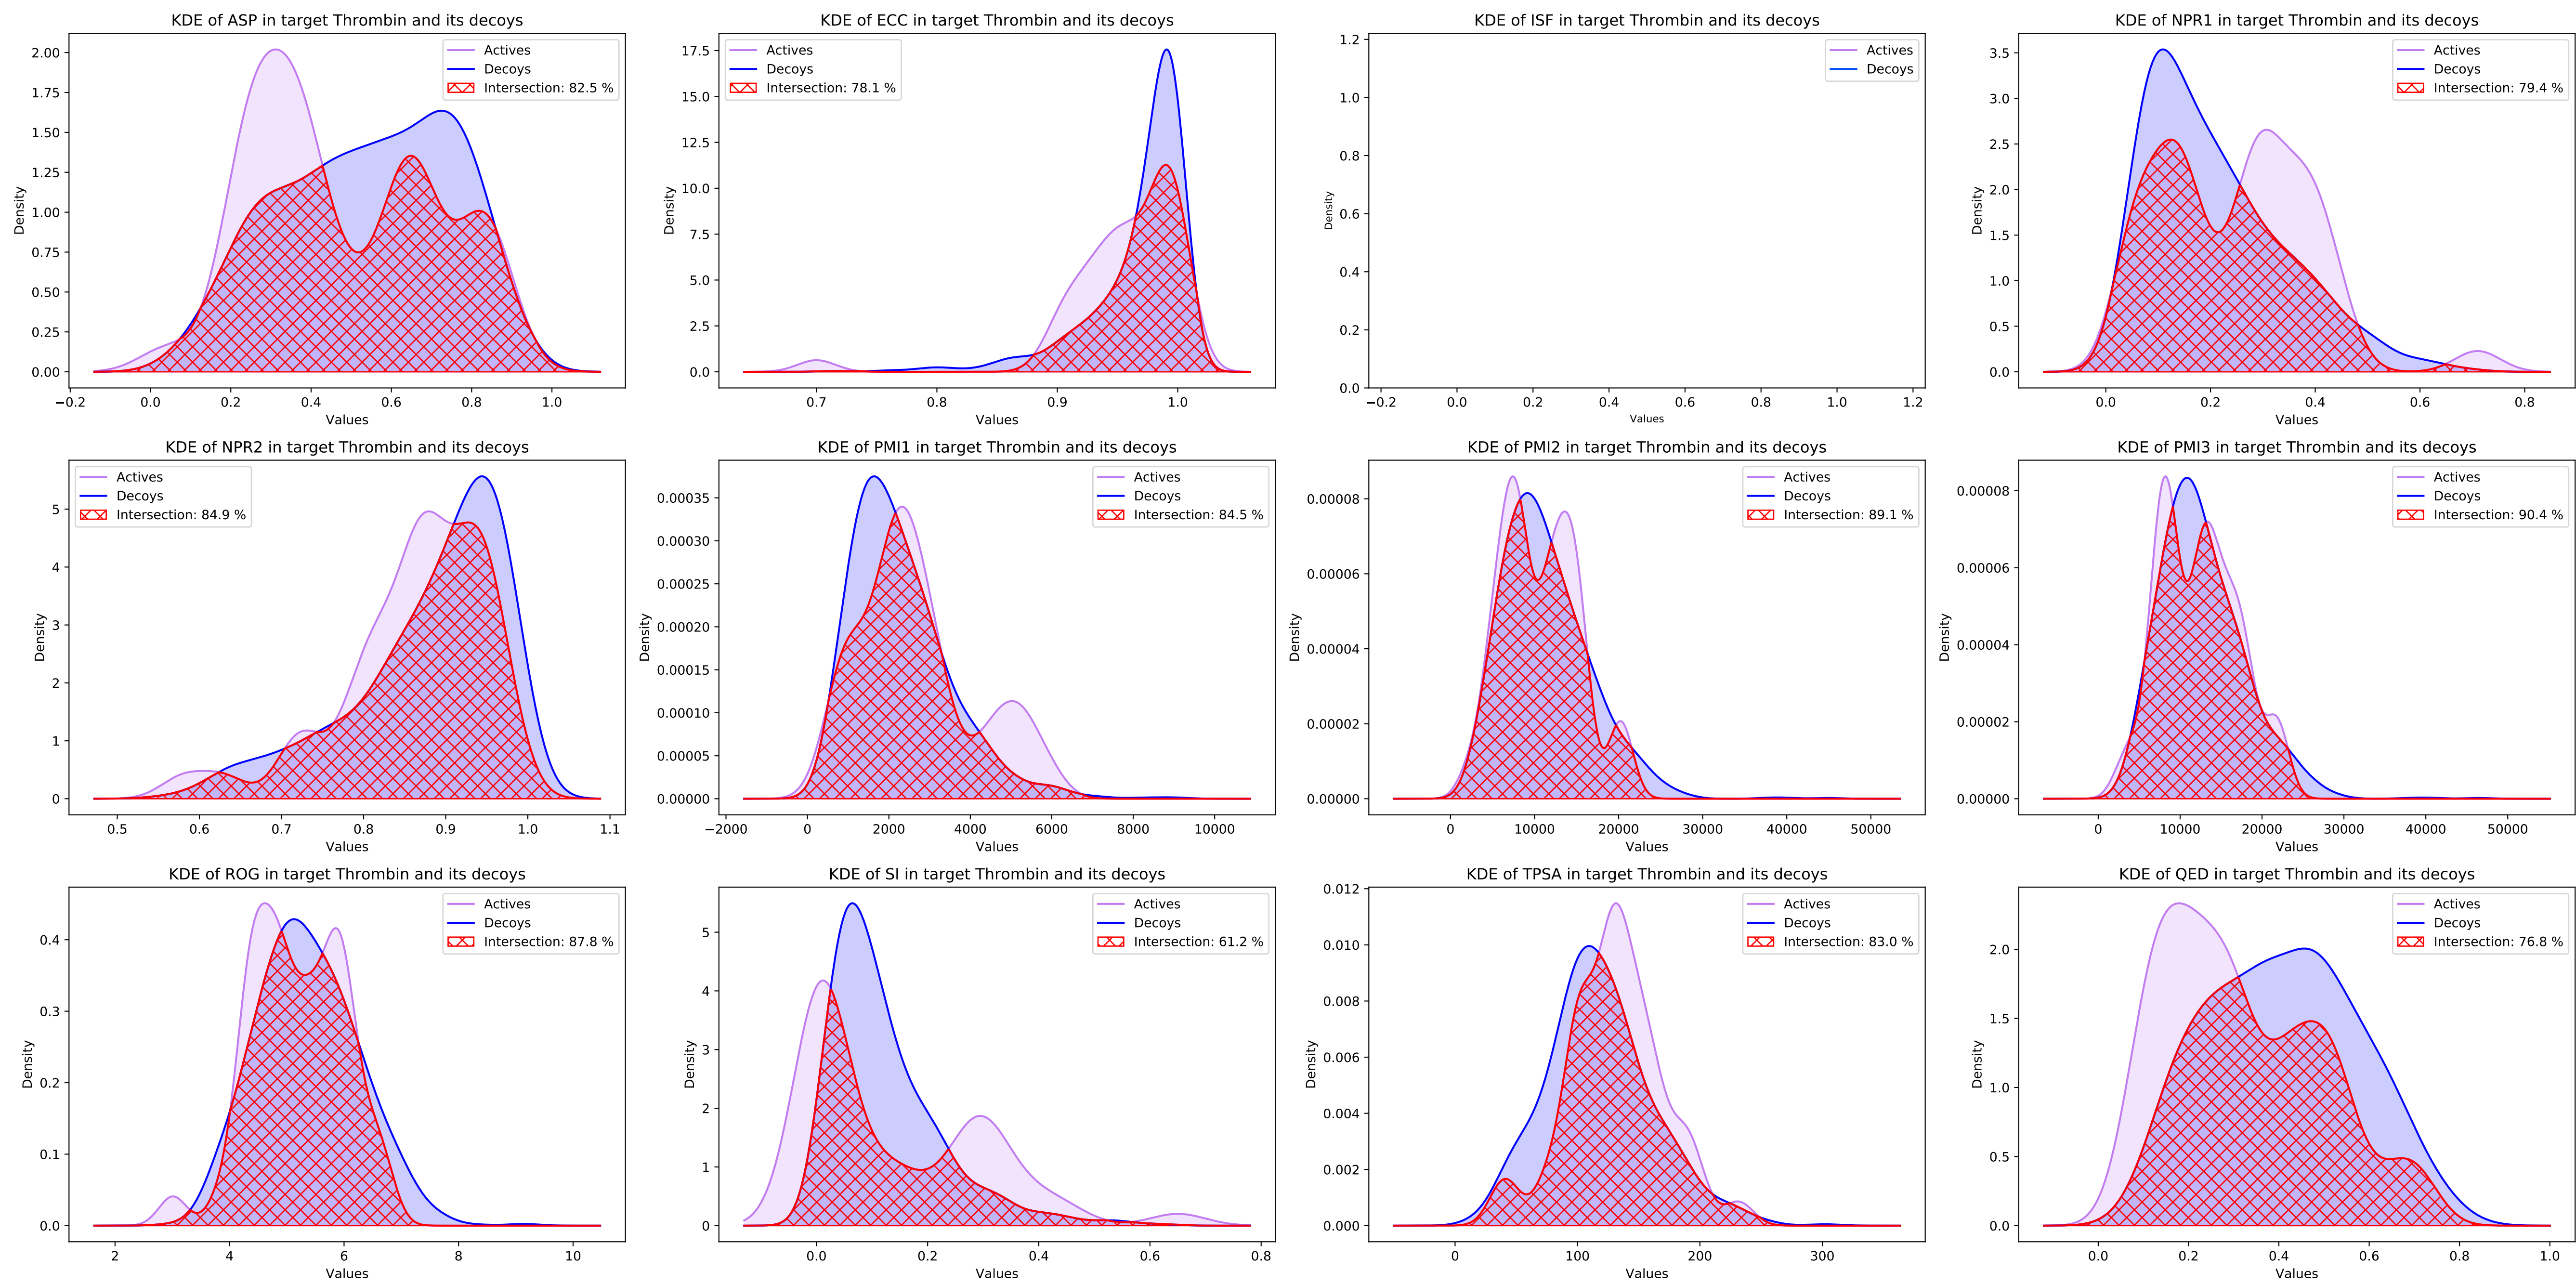 KDE of ASP in target Thrombin and its decoys
Actives
Decoys
Intersection: 82.5 %
Density
2.00
1.75
1.50
1.25
1.00
0.75
0.50
0.25
0.00
−0.2 0.0 0.2 0.4 0.6 0.8 1.0
Values
KDE of ECC in target Thrombin and its decoys
Actives
Decoys
Intersection: 78.1 %
Density
17.5
15.0
12.5
10.0
7.5
5.0
2.5
0.0
0.7 0.8 0.9 1.0
Values
KDE of ISF in target Thrombin and its decoys
Actives
Decoys
Density
1.2
1.0
0.8
0.6
0.4
0.2
0.0
−0.2 0.0 0.2 0.4 0.6 0.8 1.0 1.2
Values
KDE of NPR1 in target Thrombin and its decoys
Actives
Decoys
Intersection: 79.4 %
Density
3.5
3.0
2.5
2.0
1.5
1.0
0.5
0.0
0.0 0.2 0.4 0.6 0.8
Values
KDE of NPR2 in target Thrombin and its decoys
Actives
Decoys
Intersection: 84.9 %
Density
5
4
3
2
1
0
0.5 0.6 0.7 0.8 0.9 1.0 1.1
Values
KDE of PMI1 in target Thrombin and its decoys
Actives
Decoys
Intersection: 84.5 %
Density
0.00035
0.00030
0.00025
0.00020
0.00015
0.00010
0.00005
0.00000
−2000 0 2000 4000 6000 8000 10000
Values
KDE of PMI2 in target Thrombin and its decoys
Actives
Decoys
Intersection: 89.1 %
Density
0.00008
0.00006
0.00004
0.00002
0.00000
0 10000 20000 30000 40000 50000
Values
KDE of PMI3 in target Thrombin and its decoys
Actives
Decoys
Intersection: 90.4 %
Density
0.00008
0.00006
0.00004
0.00002
0.00000
0 10000 20000 30000 40000 50000
Values
KDE of ROG in target Thrombin and its decoys
Actives
Decoys
Intersection: 87.8 %
Density
0.4
0.3
0.2
0.1
0.0
2 4 6 8 10
Values
KDE of SI in target Thrombin and its decoys
Actives
Decoys
Intersection: 61.2 %
Density
5
4
3
2
1
0
0.0 0.2 0.4 0.6 0.8
Values
KDE of TPSA in target Thrombin and its decoys
Actives
Decoys
Intersection: 83.0 %
Density
0.012
0.010
0.008
0.006
0.004
0.002
0.000
0 100 200 300
Values
KDE of QED in target Thrombin and its decoys
Actives
Decoys
Intersection: 76.8 %
Density
2.0
1.5
1.0
0.5
0.0
0.0 0.2 0.4 0.6 0.8 1.0
Values